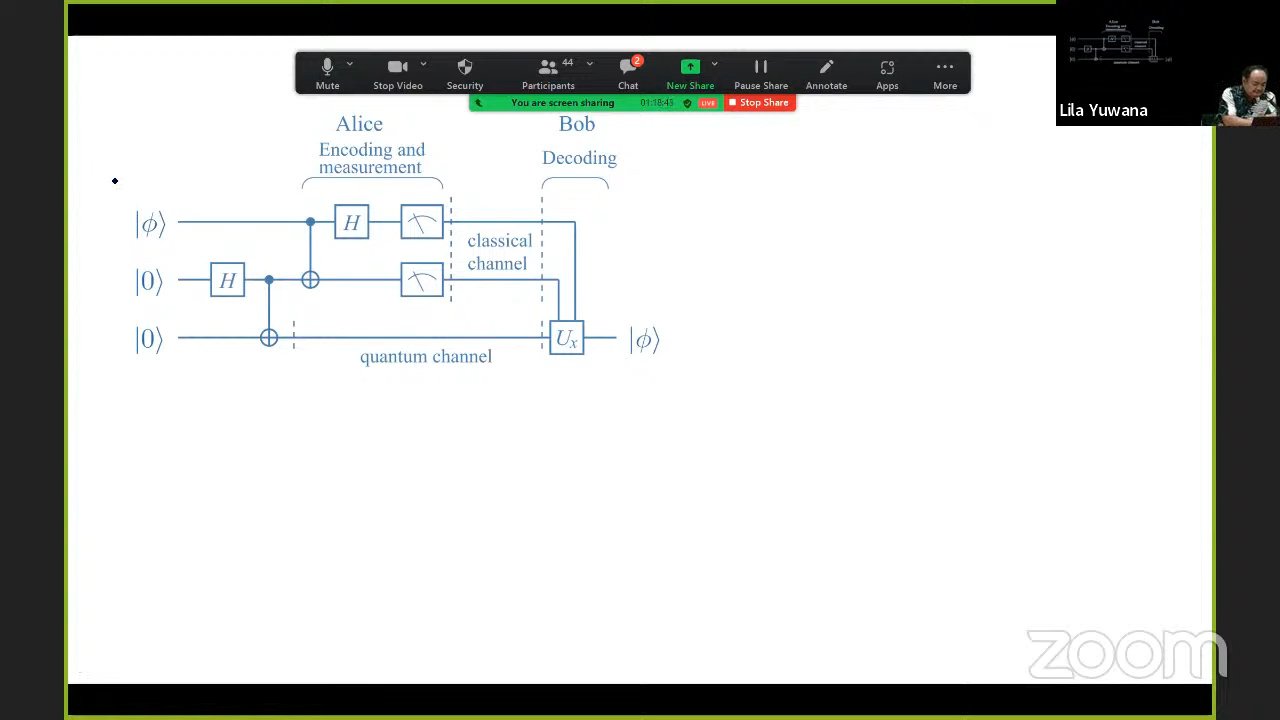 44
2
Mute
Stop Video
Security
Participants
Chat
New Share
Pause Share
Annotate
Apps
More
You are screen sharing
01:18:43
LIVE
Stop Share
Lila Yuwana
Alice
Bob
Encoding and
measurement
Decoding
|ϕ⟩
H
classical
channel
|0⟩
H
|0⟩
Uₓ
|ϕ⟩
quantum channel
zoom